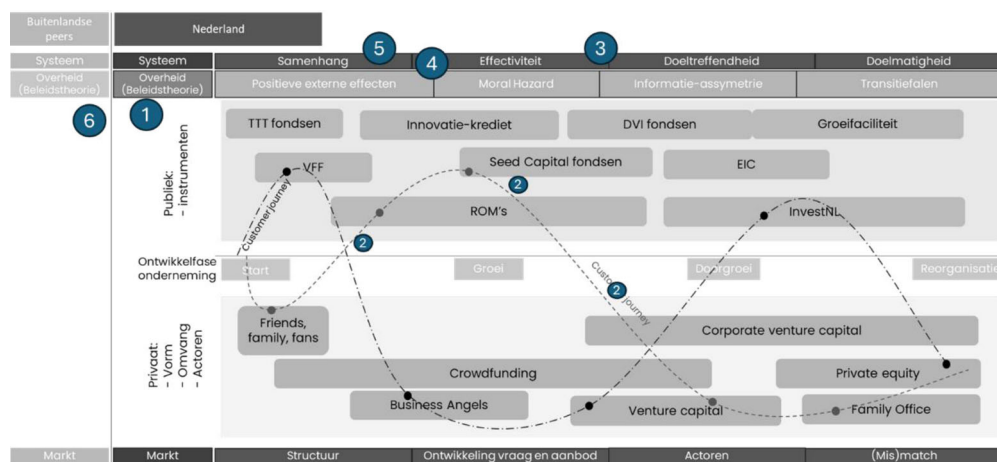 Buitenlandse
peers
Nederland
5
3
Systeem
Systeem
Samenhang
Effectiviteit
Doeltreffendheid
Doelmatigheid
4
Overheid
(Beleidstheorie)
Overheid
(Beleidstheorie)
Positieve externe effecten
Moral Hazard
Informatie-assymetrie
Transitiefalen
6
1
TTT fondsen
Innovatie-krediet
DVI fondsen
Groeifaciliteit
Publiek:
- instrumenten
VFF
Seed Capital fondsen
EIC
2
Customerjourney
ROM's
InvestNL
2
Ontwikkelfase
onderneming
Start
Groei
Doorgroei
Reorganisatie
2
Customerjourney
Privaat:
- Vorm
- Omvang
- Actoren
Friends,
family, fans
Corporate venture capital
Crowdfunding
Private equity
Business Angels
Venture capital
Family Office
Markt
Markt
Structuur
Ontwikkeling vraag en aanbod
Actoren
(Mis)match